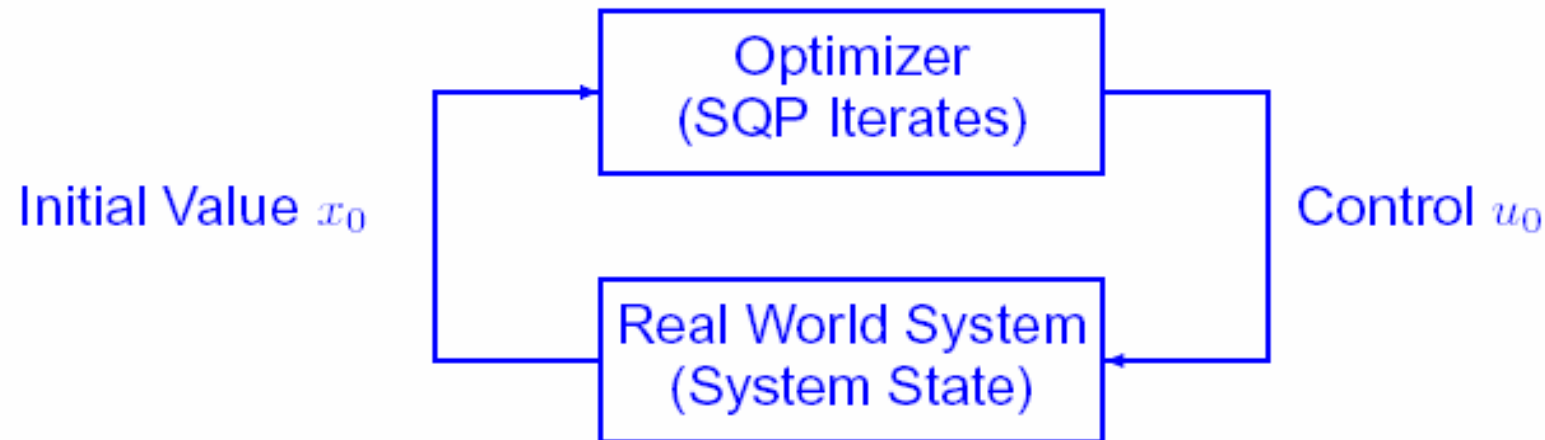 Optimizer
(SQP Iterates)
Initial Value x₀
Control u₀
Real World System
(System State)